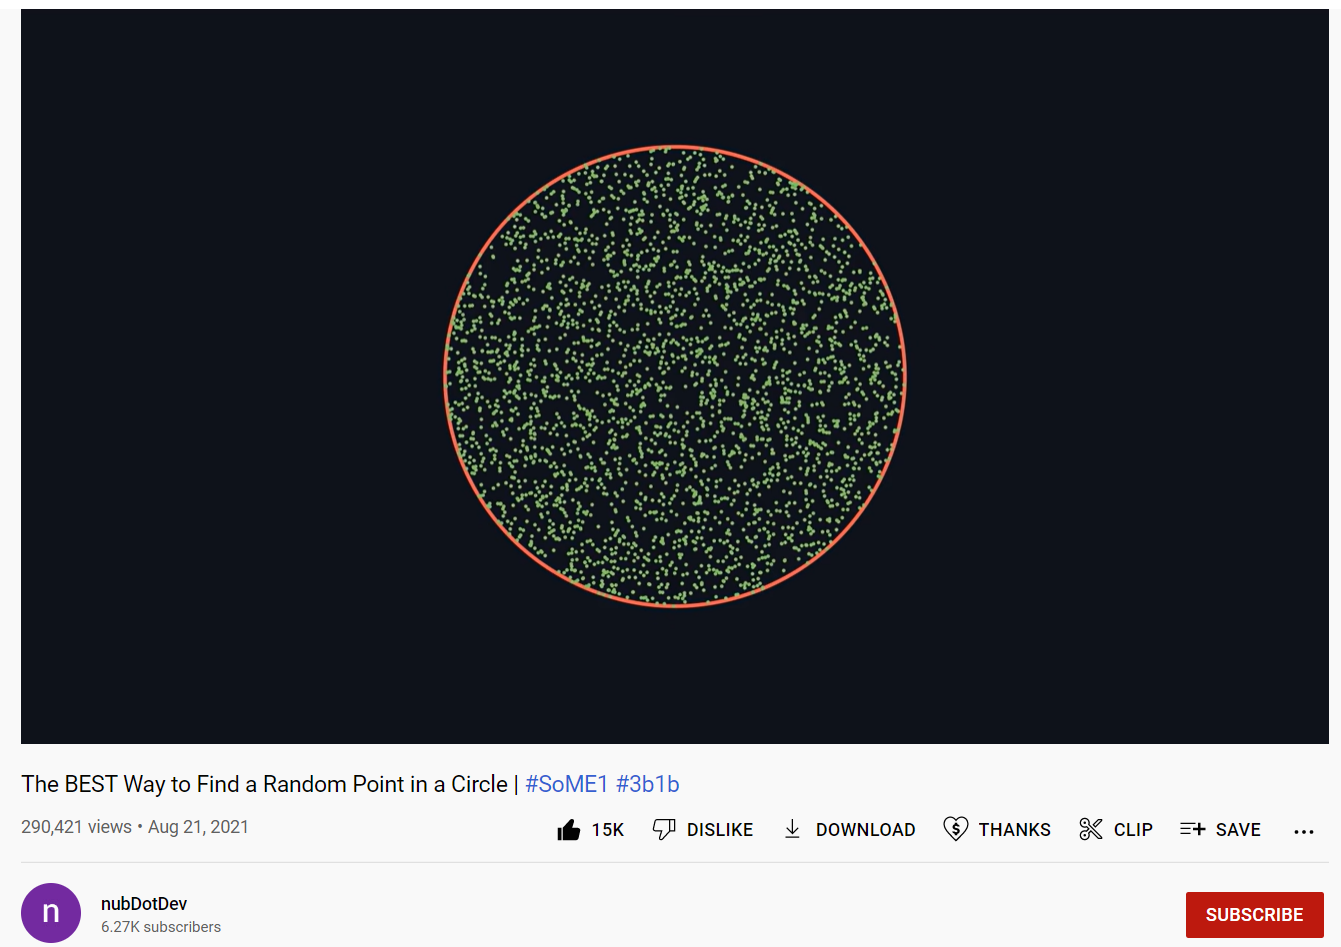 The BEST Way to Find a Random Point in a Circle | #SoME1 #3b1b
290,421 views • Aug 21, 2021
15K DISLIKE DOWNLOAD THANKS CLIP SAVE ...
n
nubDotDev
6.27K subscribers
SUBSCRIBE